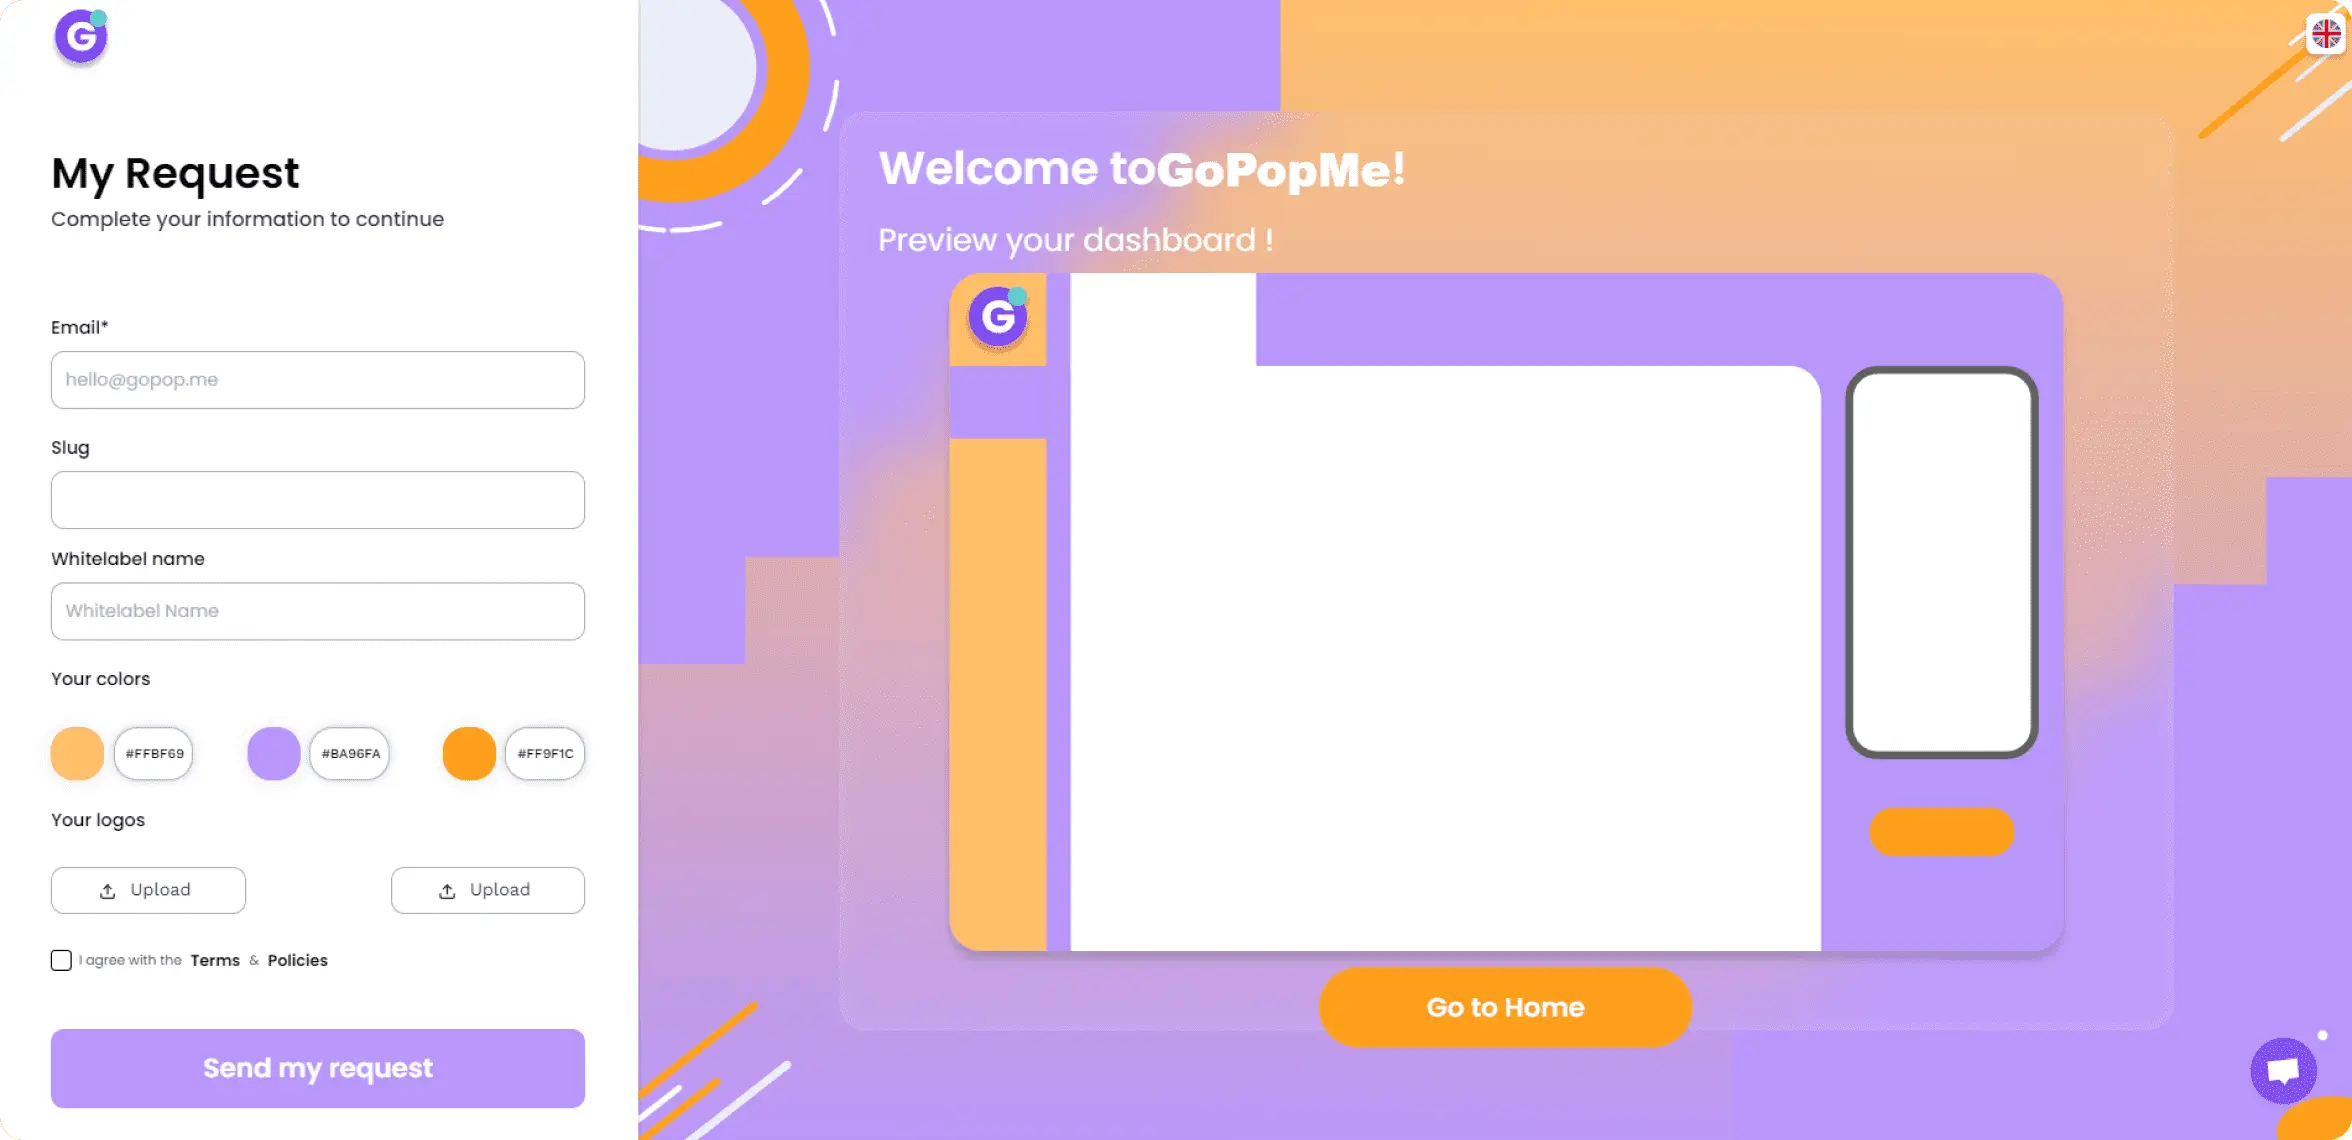 G
My Request
Complete your information to continue
Email*
hello@gopop.me
Slug
Whitelabel name
Whitelabel Name
Your colors
#FFBF69
#BA96FA
#FF9F1C
Your logos
Upload
Upload
I agree with the Terms & Policies
Send my request
Welcome toGoPopMe!
Preview your dashboard !
G
Go to Home